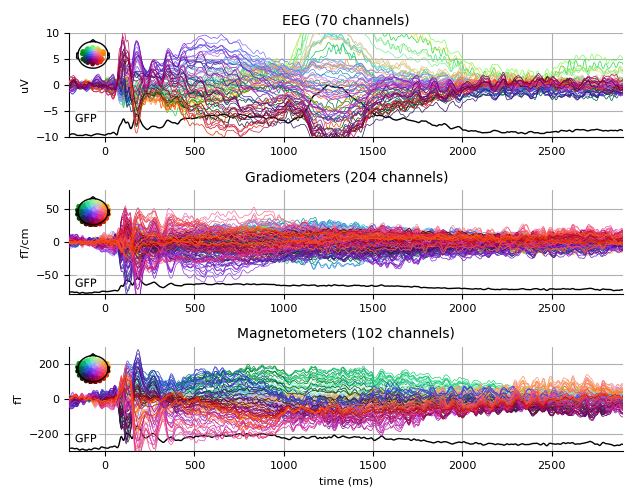 EEG (70 channels)
10
5
0
−5
−10
uV
GFP
0 500 1000 1500 2000 2500
Gradiometers (204 channels)
50
0
−50
fT/cm
GFP
0 500 1000 1500 2000 2500
Magnetometers (102 channels)
200
0
−200
fT
GFP
0 500 1000 1500 2000 2500
time (ms)